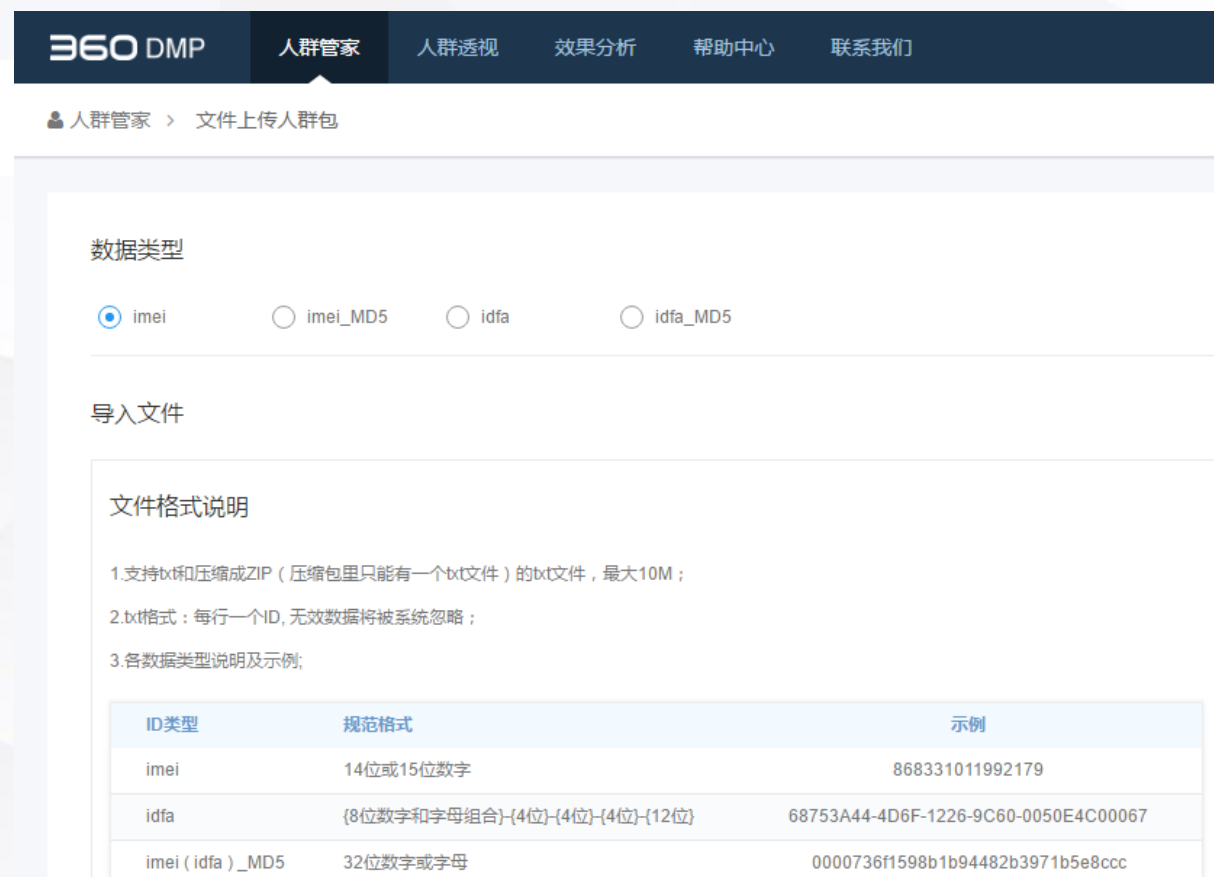 360 DMP 人群管家 人群透视 效果分析 帮助中心 联系我们
人群管家 > 文件上传人群包
数据类型
imei imei_MD5 idfa idfa_MD5
导入文件
文件格式说明
1.支持txt和压缩成ZIP（压缩包里只能有一个txt文件）的txt文件，最大10M；
2.txt格式：每行一个ID, 无效数据将被系统忽略；
3.各数据类型说明及示例;
ID类型 规范格式 示例
imei 14位或15位数字 868331011992179
idfa {8位数字和字母组合}-{4位}-{4位}-{4位}-{12位} 68753A44-4D6F-1226-9C60-0050E4C00067
imei（idfa）_MD5 32位数字或字母 0000736f1598b1b94482b3971b5e8ccc